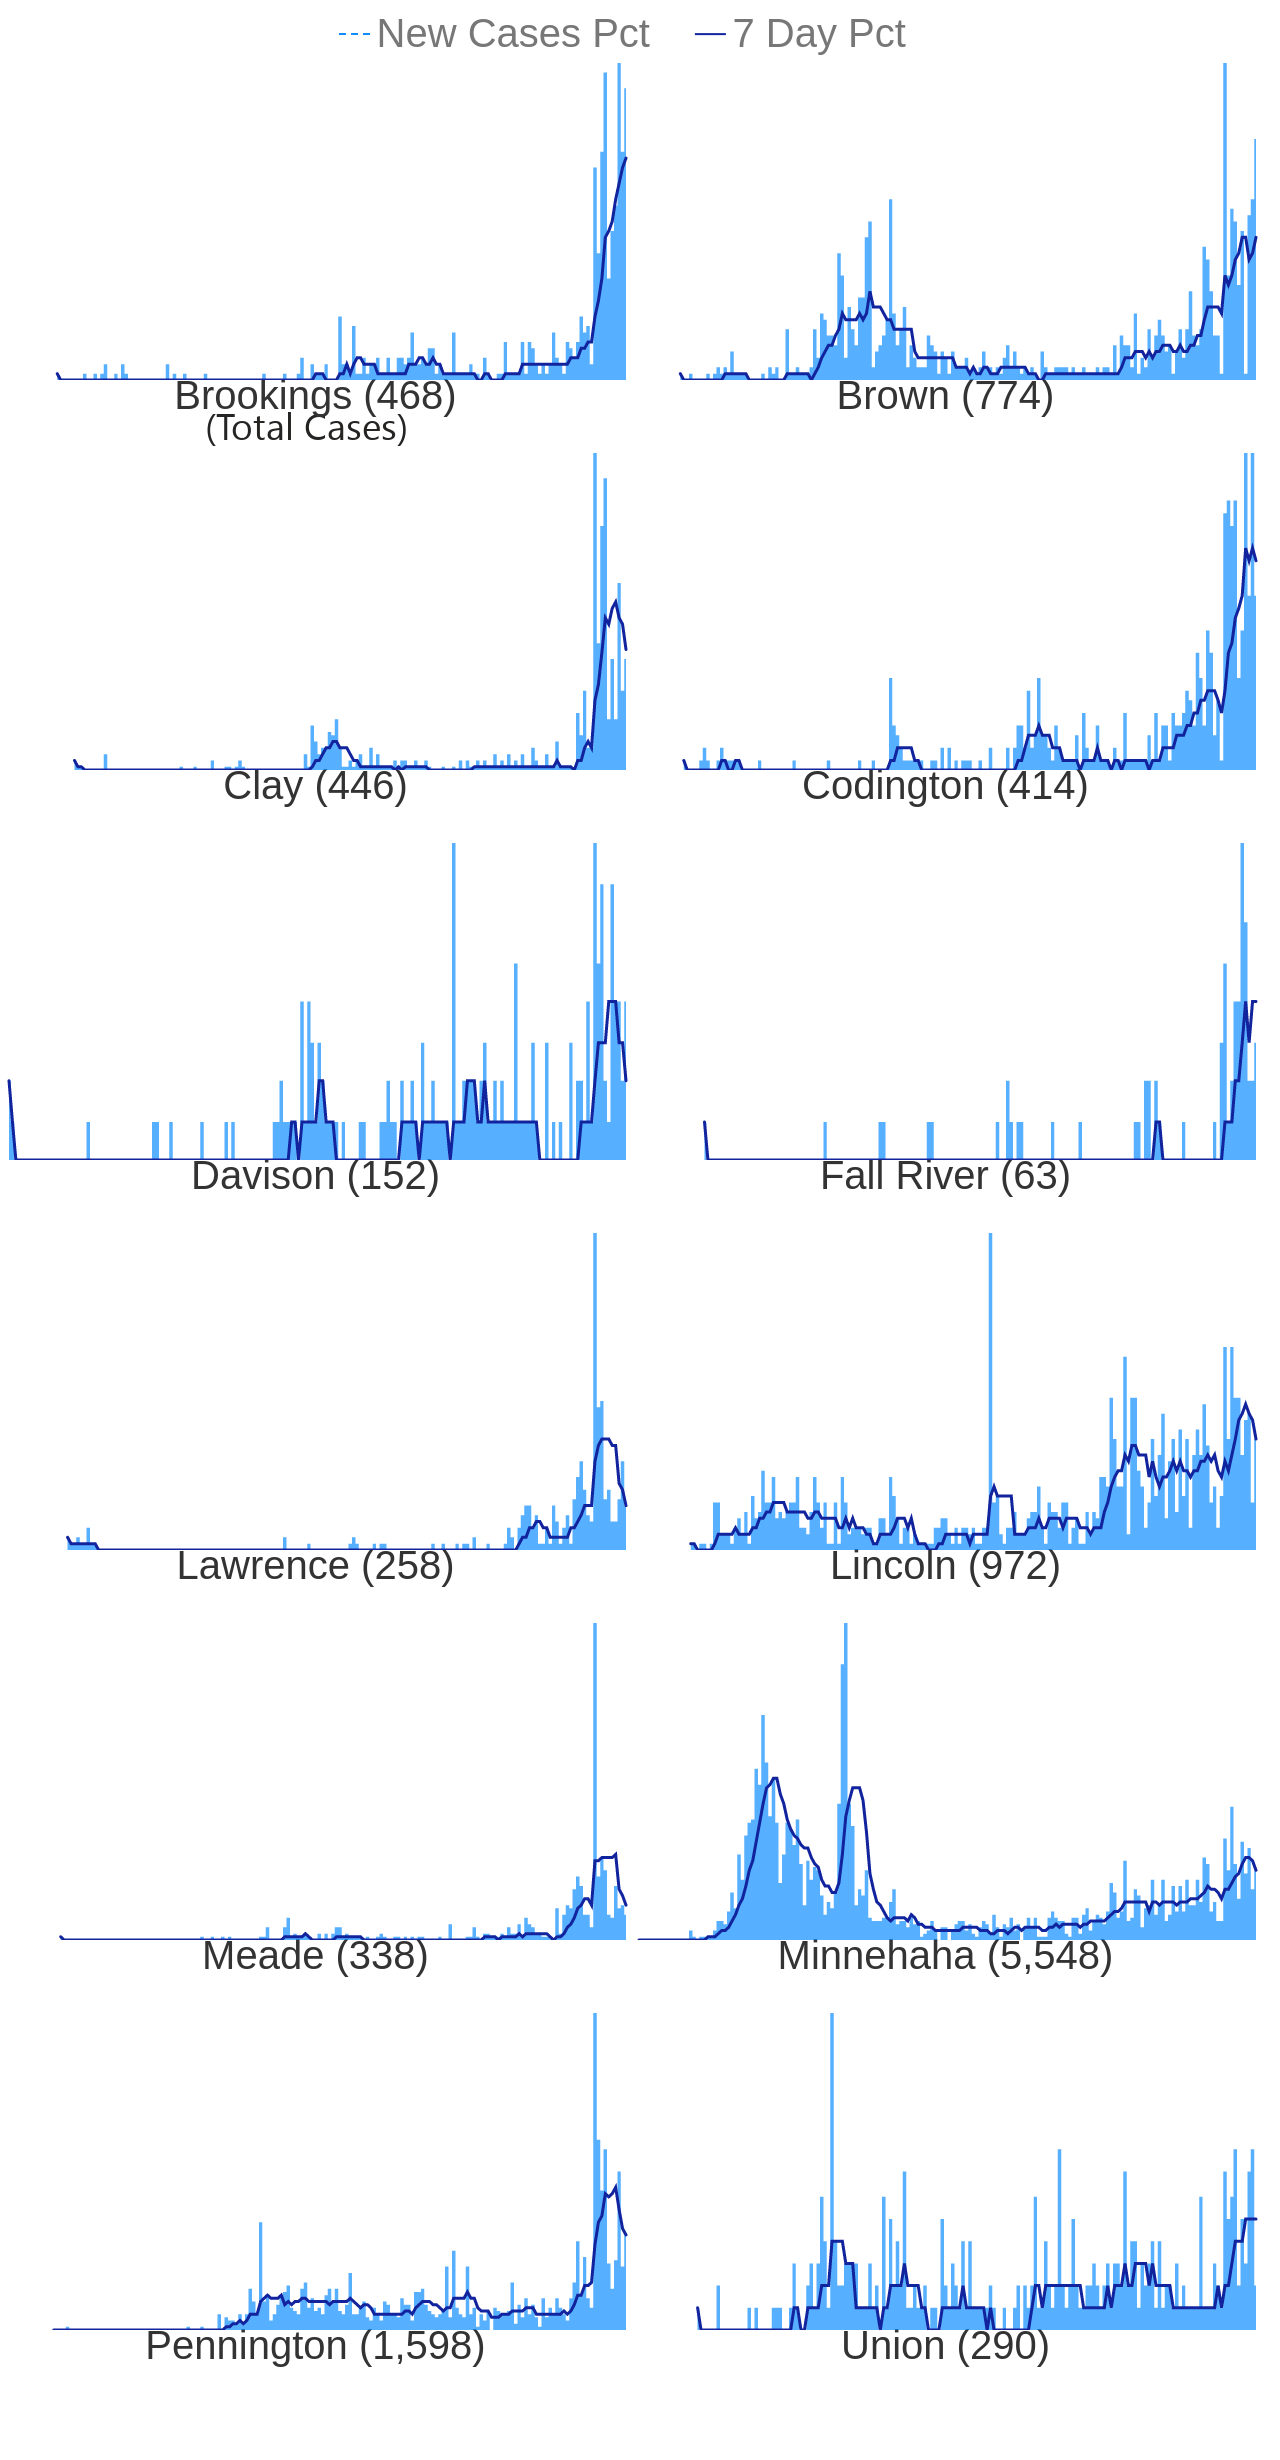 New Cases Pct 7 Day Pct
Brookings (468) Brown (774)
(Total Cases)
Clay (446) Codington (414)
Davison (152) Fall River (63)
Lawrence (258) Lincoln (972)
Meade (338) Minnehaha (5,548)
Pennington (1,598) Union (290)